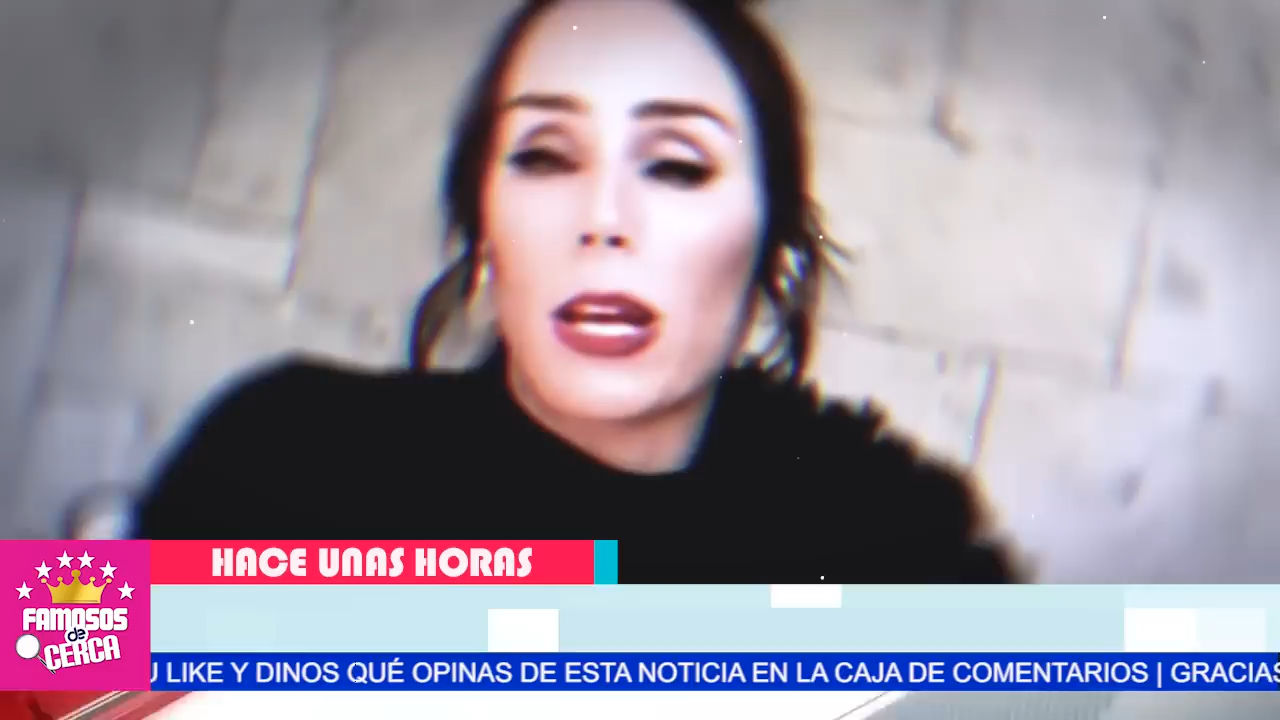 HACE UNAS HORAS
FAMOSOS
de
CERCA
LIKE Y DINOS QUÉ OPINAS DE ESTA NOTICIA EN LA CAJA DE COMENTARIOS | GRACIAS